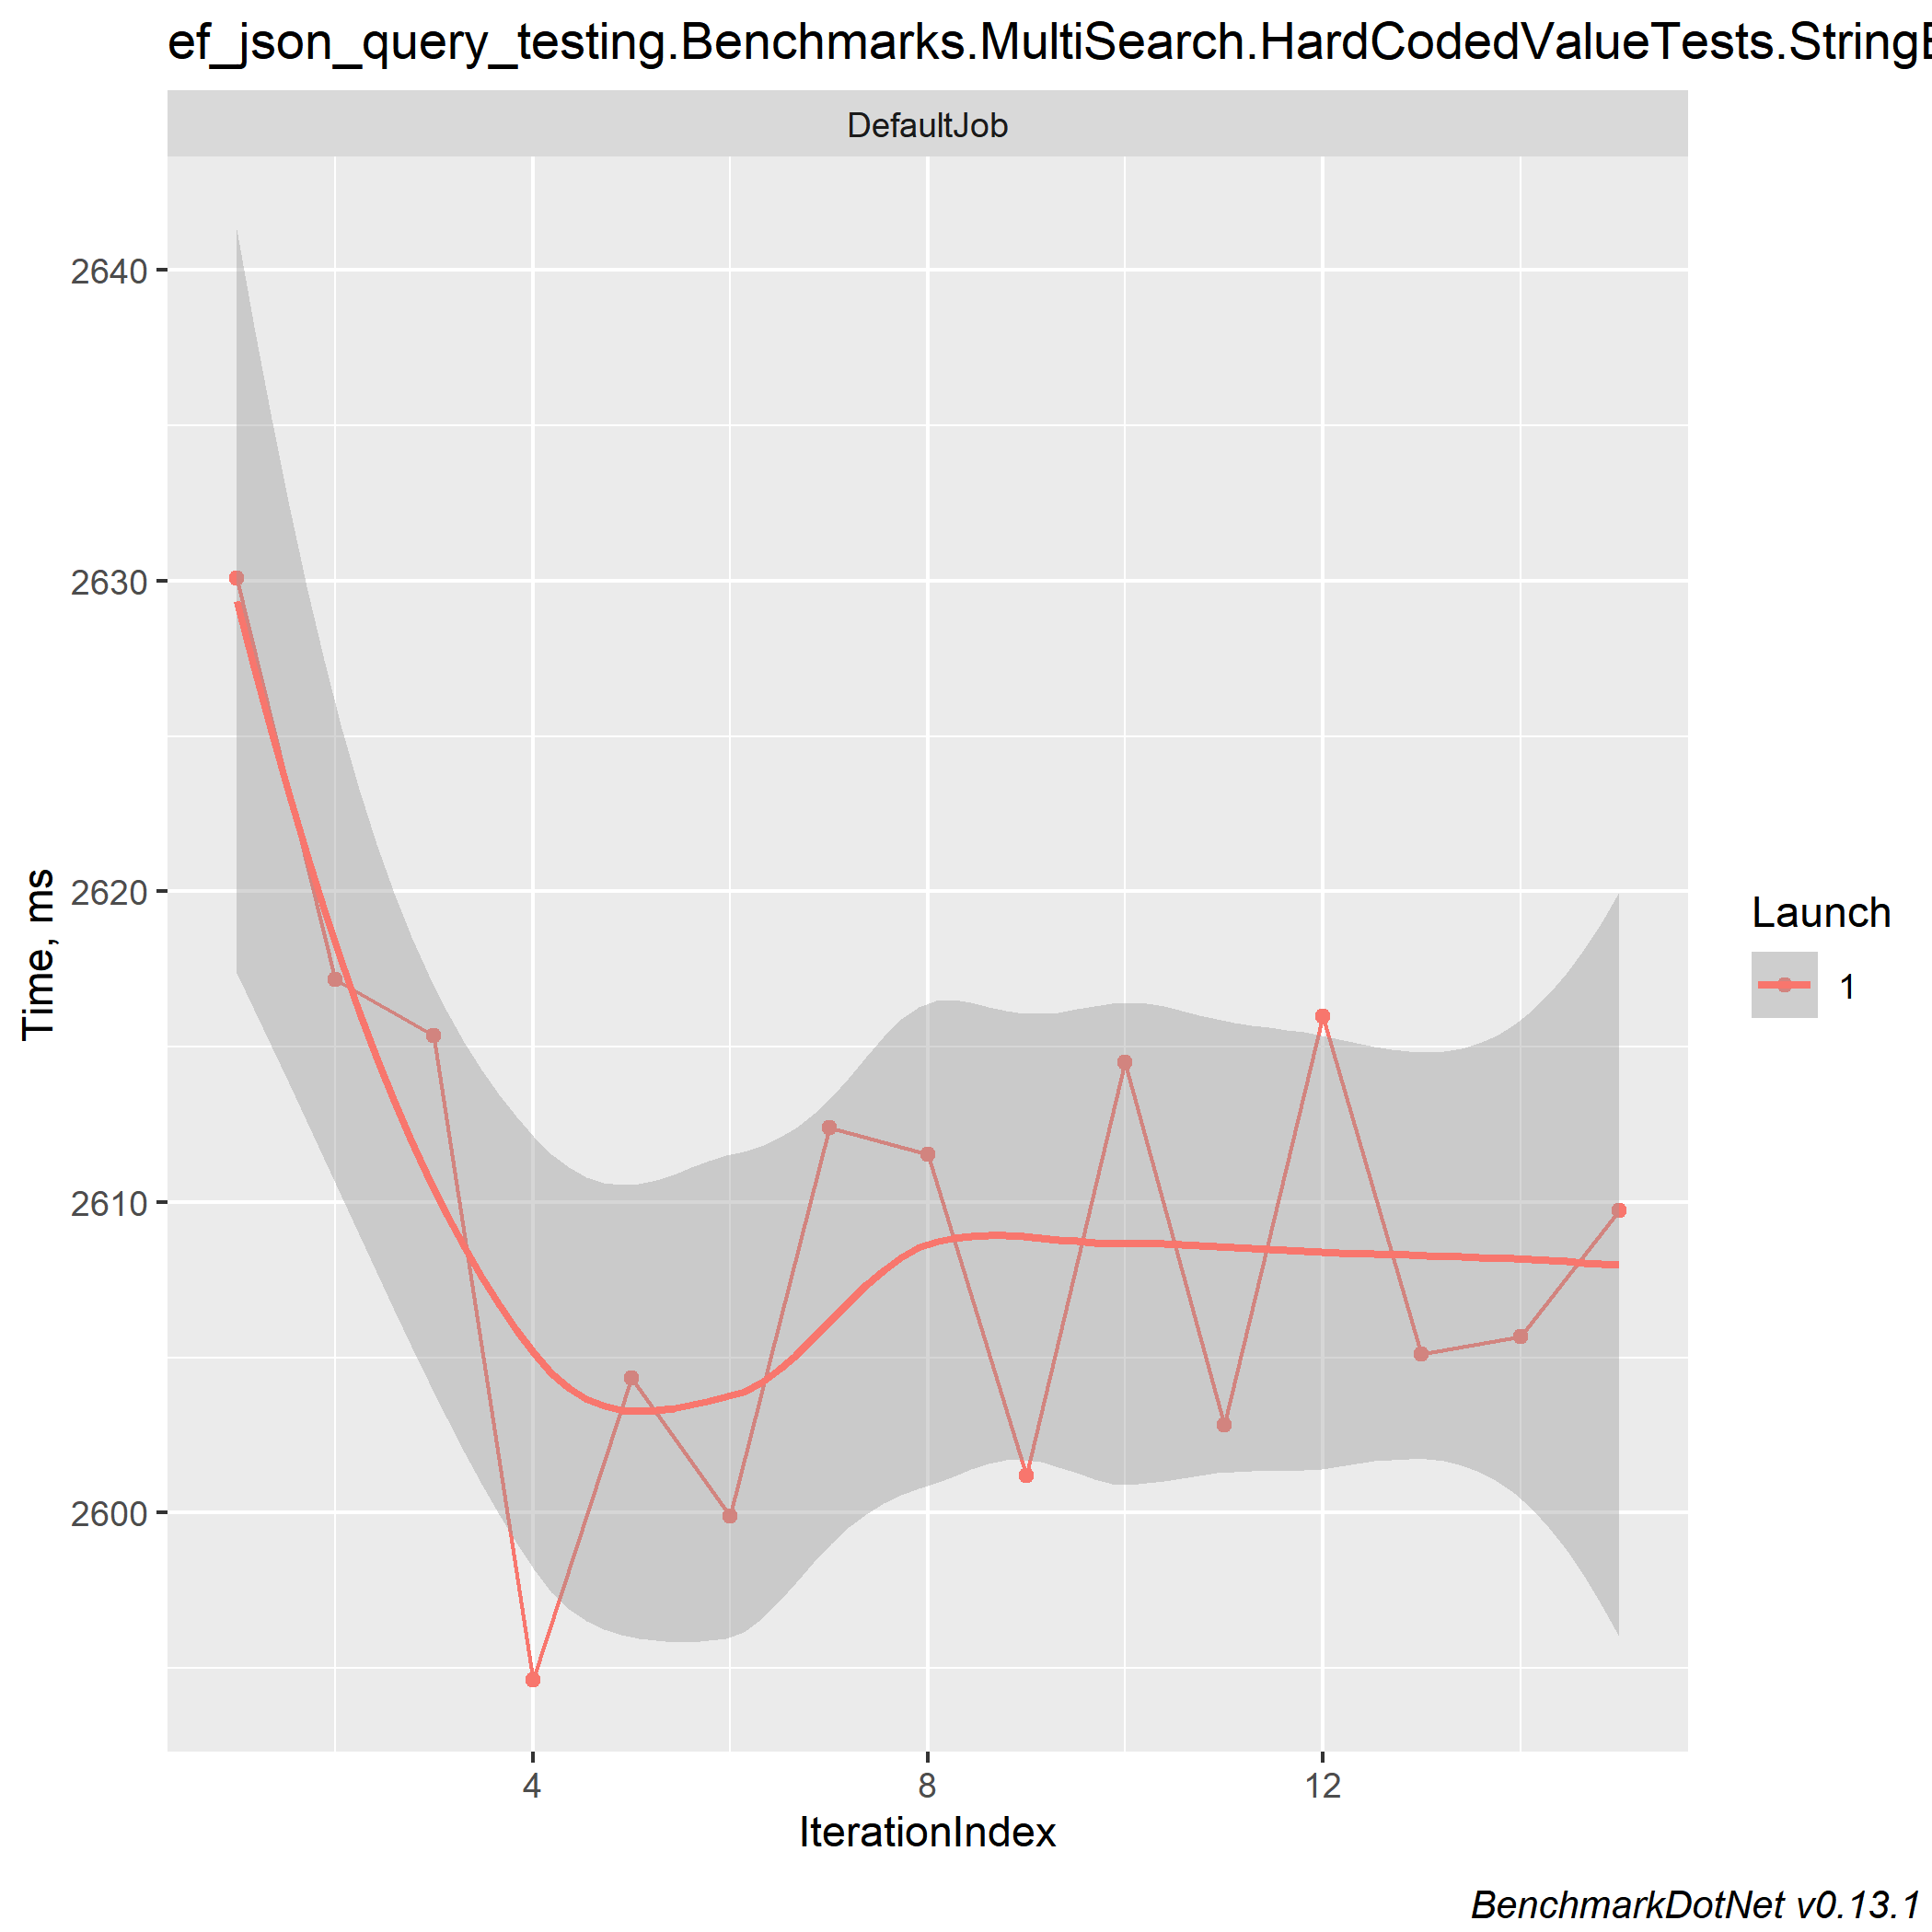 ef_json_query_testing.Benchmarks.MultiSearch.HardCodedValueTests.String
DefaultJob
2640
2630
2620
2610
2600
Time, ms
4
8
12
IterationIndex
Launch
1
BenchmarkDotNet v0.13.1